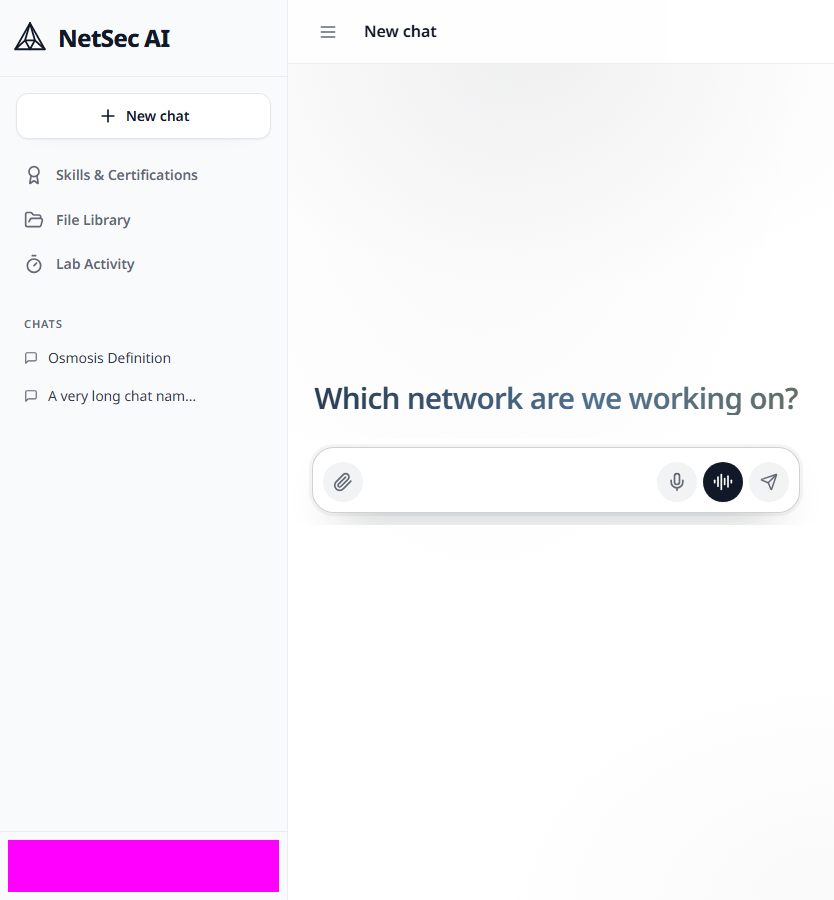 NetSec AI
New chat
New chat
Skills & Certifications
File Library
Lab Activity
CHATS
Osmosis Definition
A very long chat nam...
Which network are we working on?